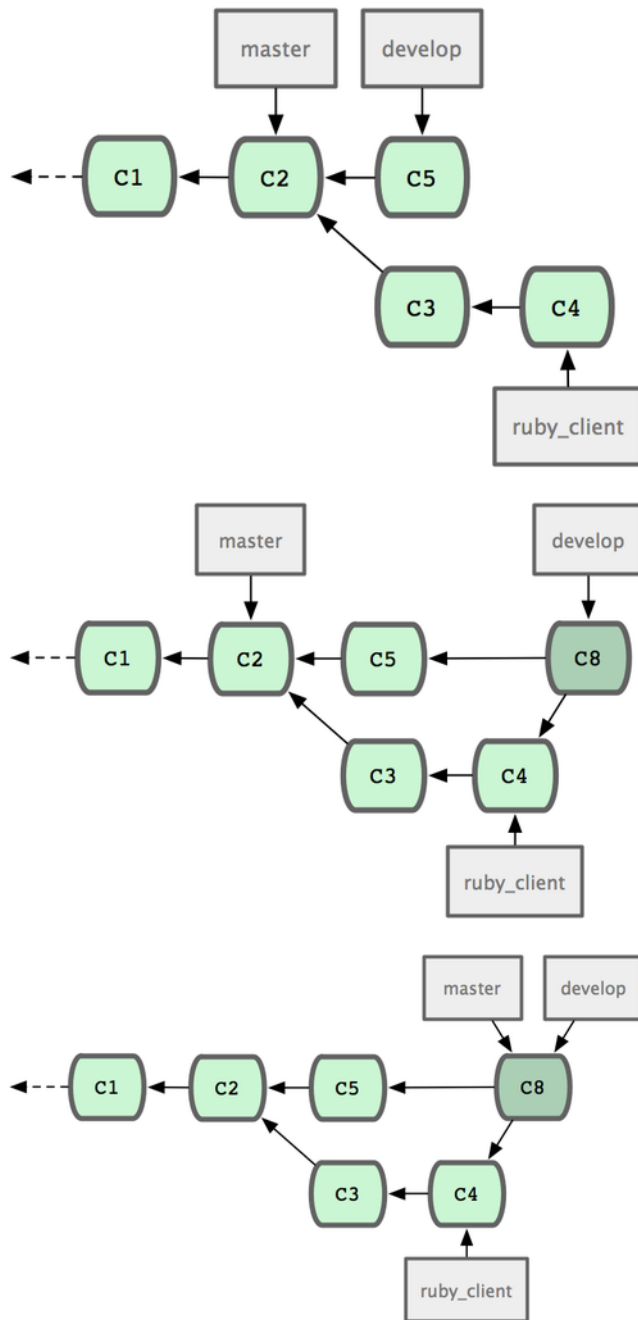 master develop
C1 C2 C5
C3 C4
ruby_client
master develop
C1 C2 C5 C8
C3 C4
ruby_client
master develop
C1 C2 C5 C8
C3 C4
ruby_client